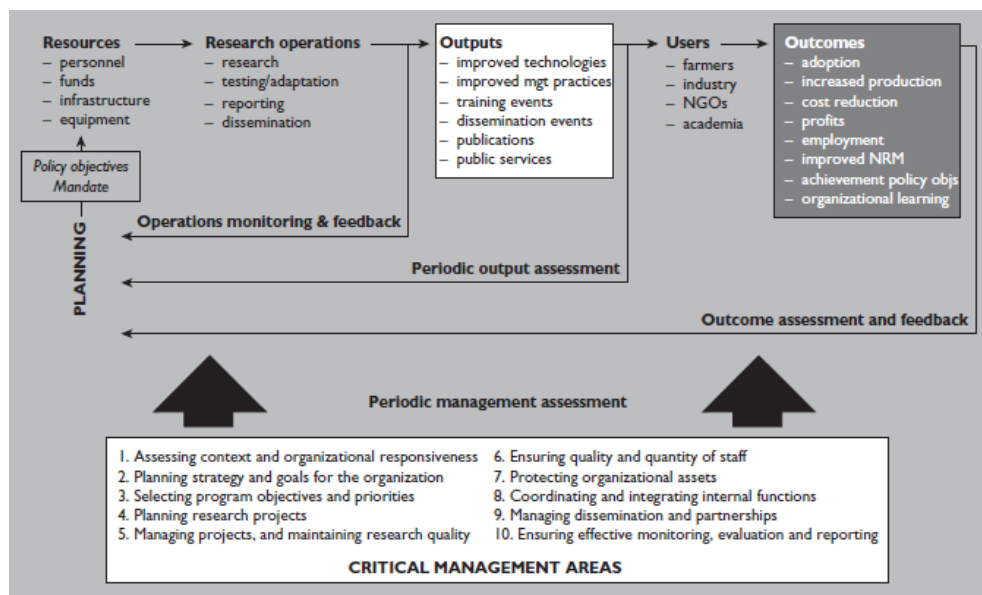 Resources
– personnel
– funds
– infrastructure
– equipment
Research operations
– research
– testing/adaptation
– reporting
– dissemination
Outputs
– improved technologies
– improved mgt practices
– training events
– dissemination events
– publications
– public services
Users
– farmers
– industry
– NGOs
– academia
Outcomes
– adoption
– increased production
– cost reduction
– profits
– employment
– improved NRM
– achievement policy objs
– organizational learning
Policy objectives
Mandate
PLANNING
Operations monitoring & feedback
Periodic output assessment
Outcome assessment and feedback
Periodic management assessment
1. Assessing context and organizational responsiveness
2. Planning strategy and goals for the organization
3. Selecting program objectives and priorities
4. Planning research projects
5. Managing projects, and maintaining research quality
6. Ensuring quality and quantity of staff
7. Protecting organizational assets
8. Coordinating and integrating internal functions
9. Managing dissemination and partnerships
10. Ensuring effective monitoring, evaluation and reporting
CRITICAL MANAGEMENT AREAS